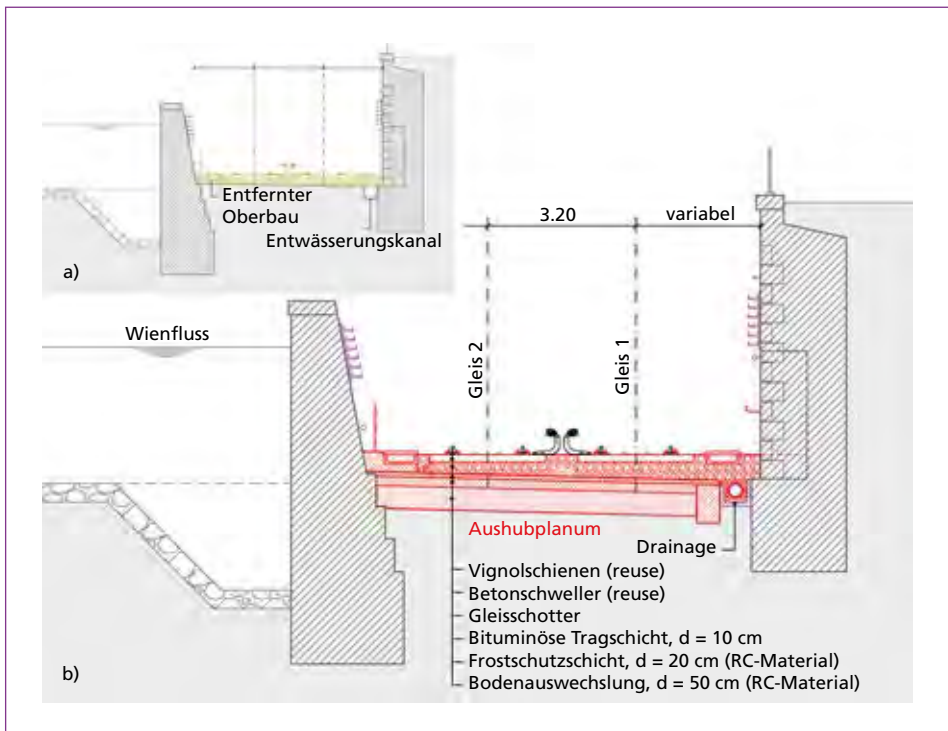 Entfernter
Oberbau
Entwässerungskanal
a)
3.20
variabel
Wienfluss
Gleis 2
Gleis 1
Aushubplanum
Drainage
Vignolschienen (reuse)
Betonschweller (reuse)
Gleisschotter
Bituminöse Tragschicht, d = 10 cm
Frostschutzschicht, d = 20 cm (RC-Material)
Bodenauswechslung, d = 50 cm (RC-Material)
b)